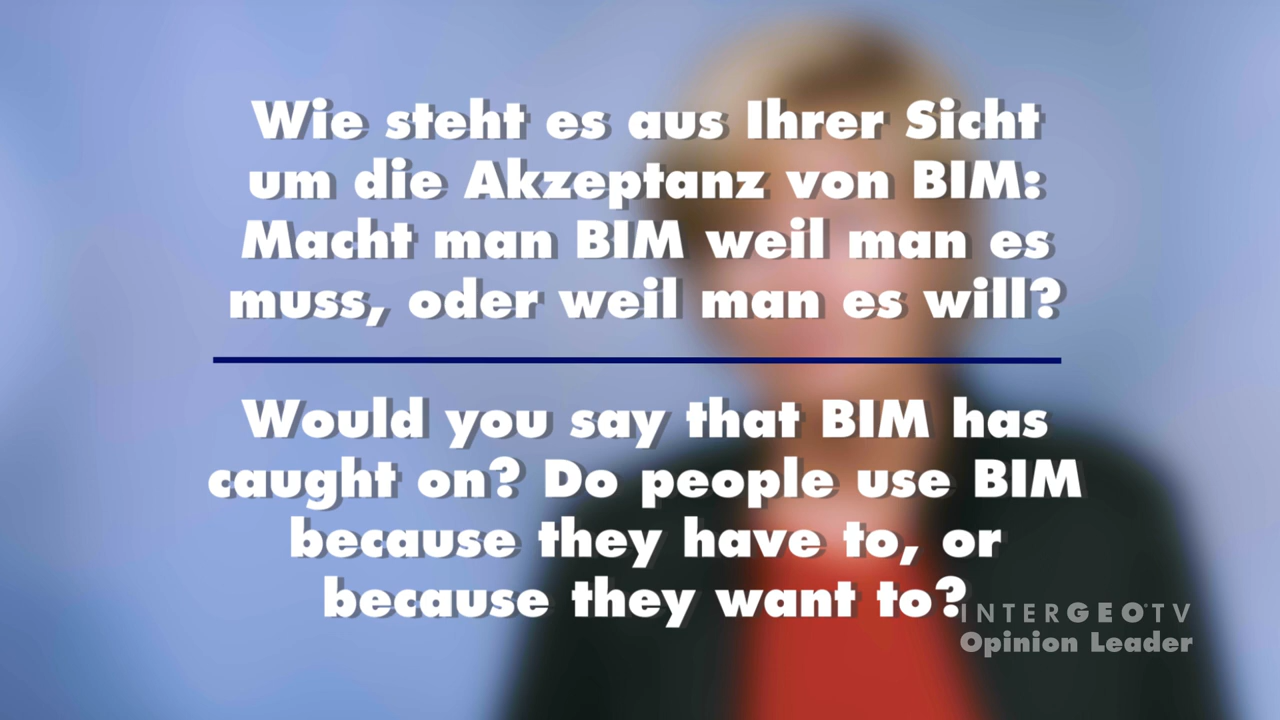 Wie steht es aus Ihrer Sicht
um die Akzeptanz von BIM:
Macht man BIM weil man es
muss, oder weil man es will?
Would you say that BIM has
caught on? Do people use BIM
because they have to, or
because they want to?
INTERGEO TV
Opinion Leader